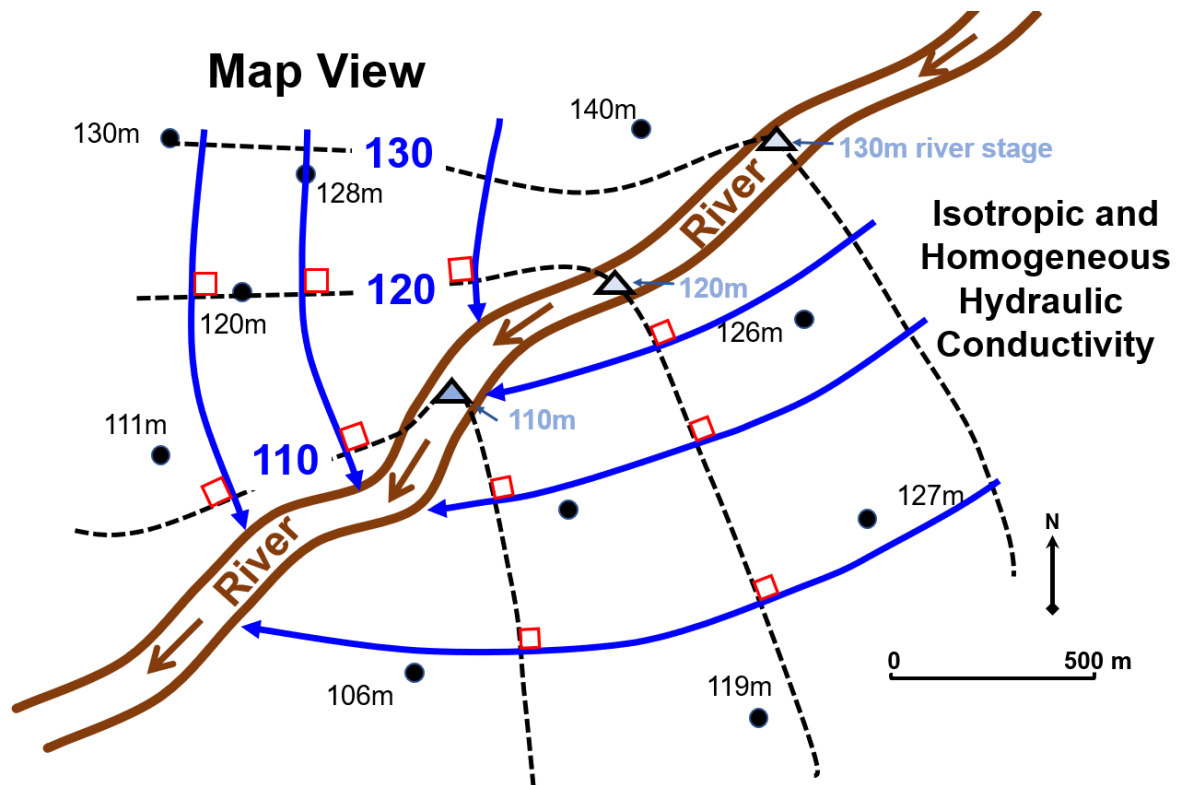 Map View
140m
130m
130
130m river stage
128m
River
Isotropic and
Homogeneous
Hydraulic
Conductivity
120
120m
120m
126m
111m
110m
110
127m
N
River
0
500 m
106m
119m